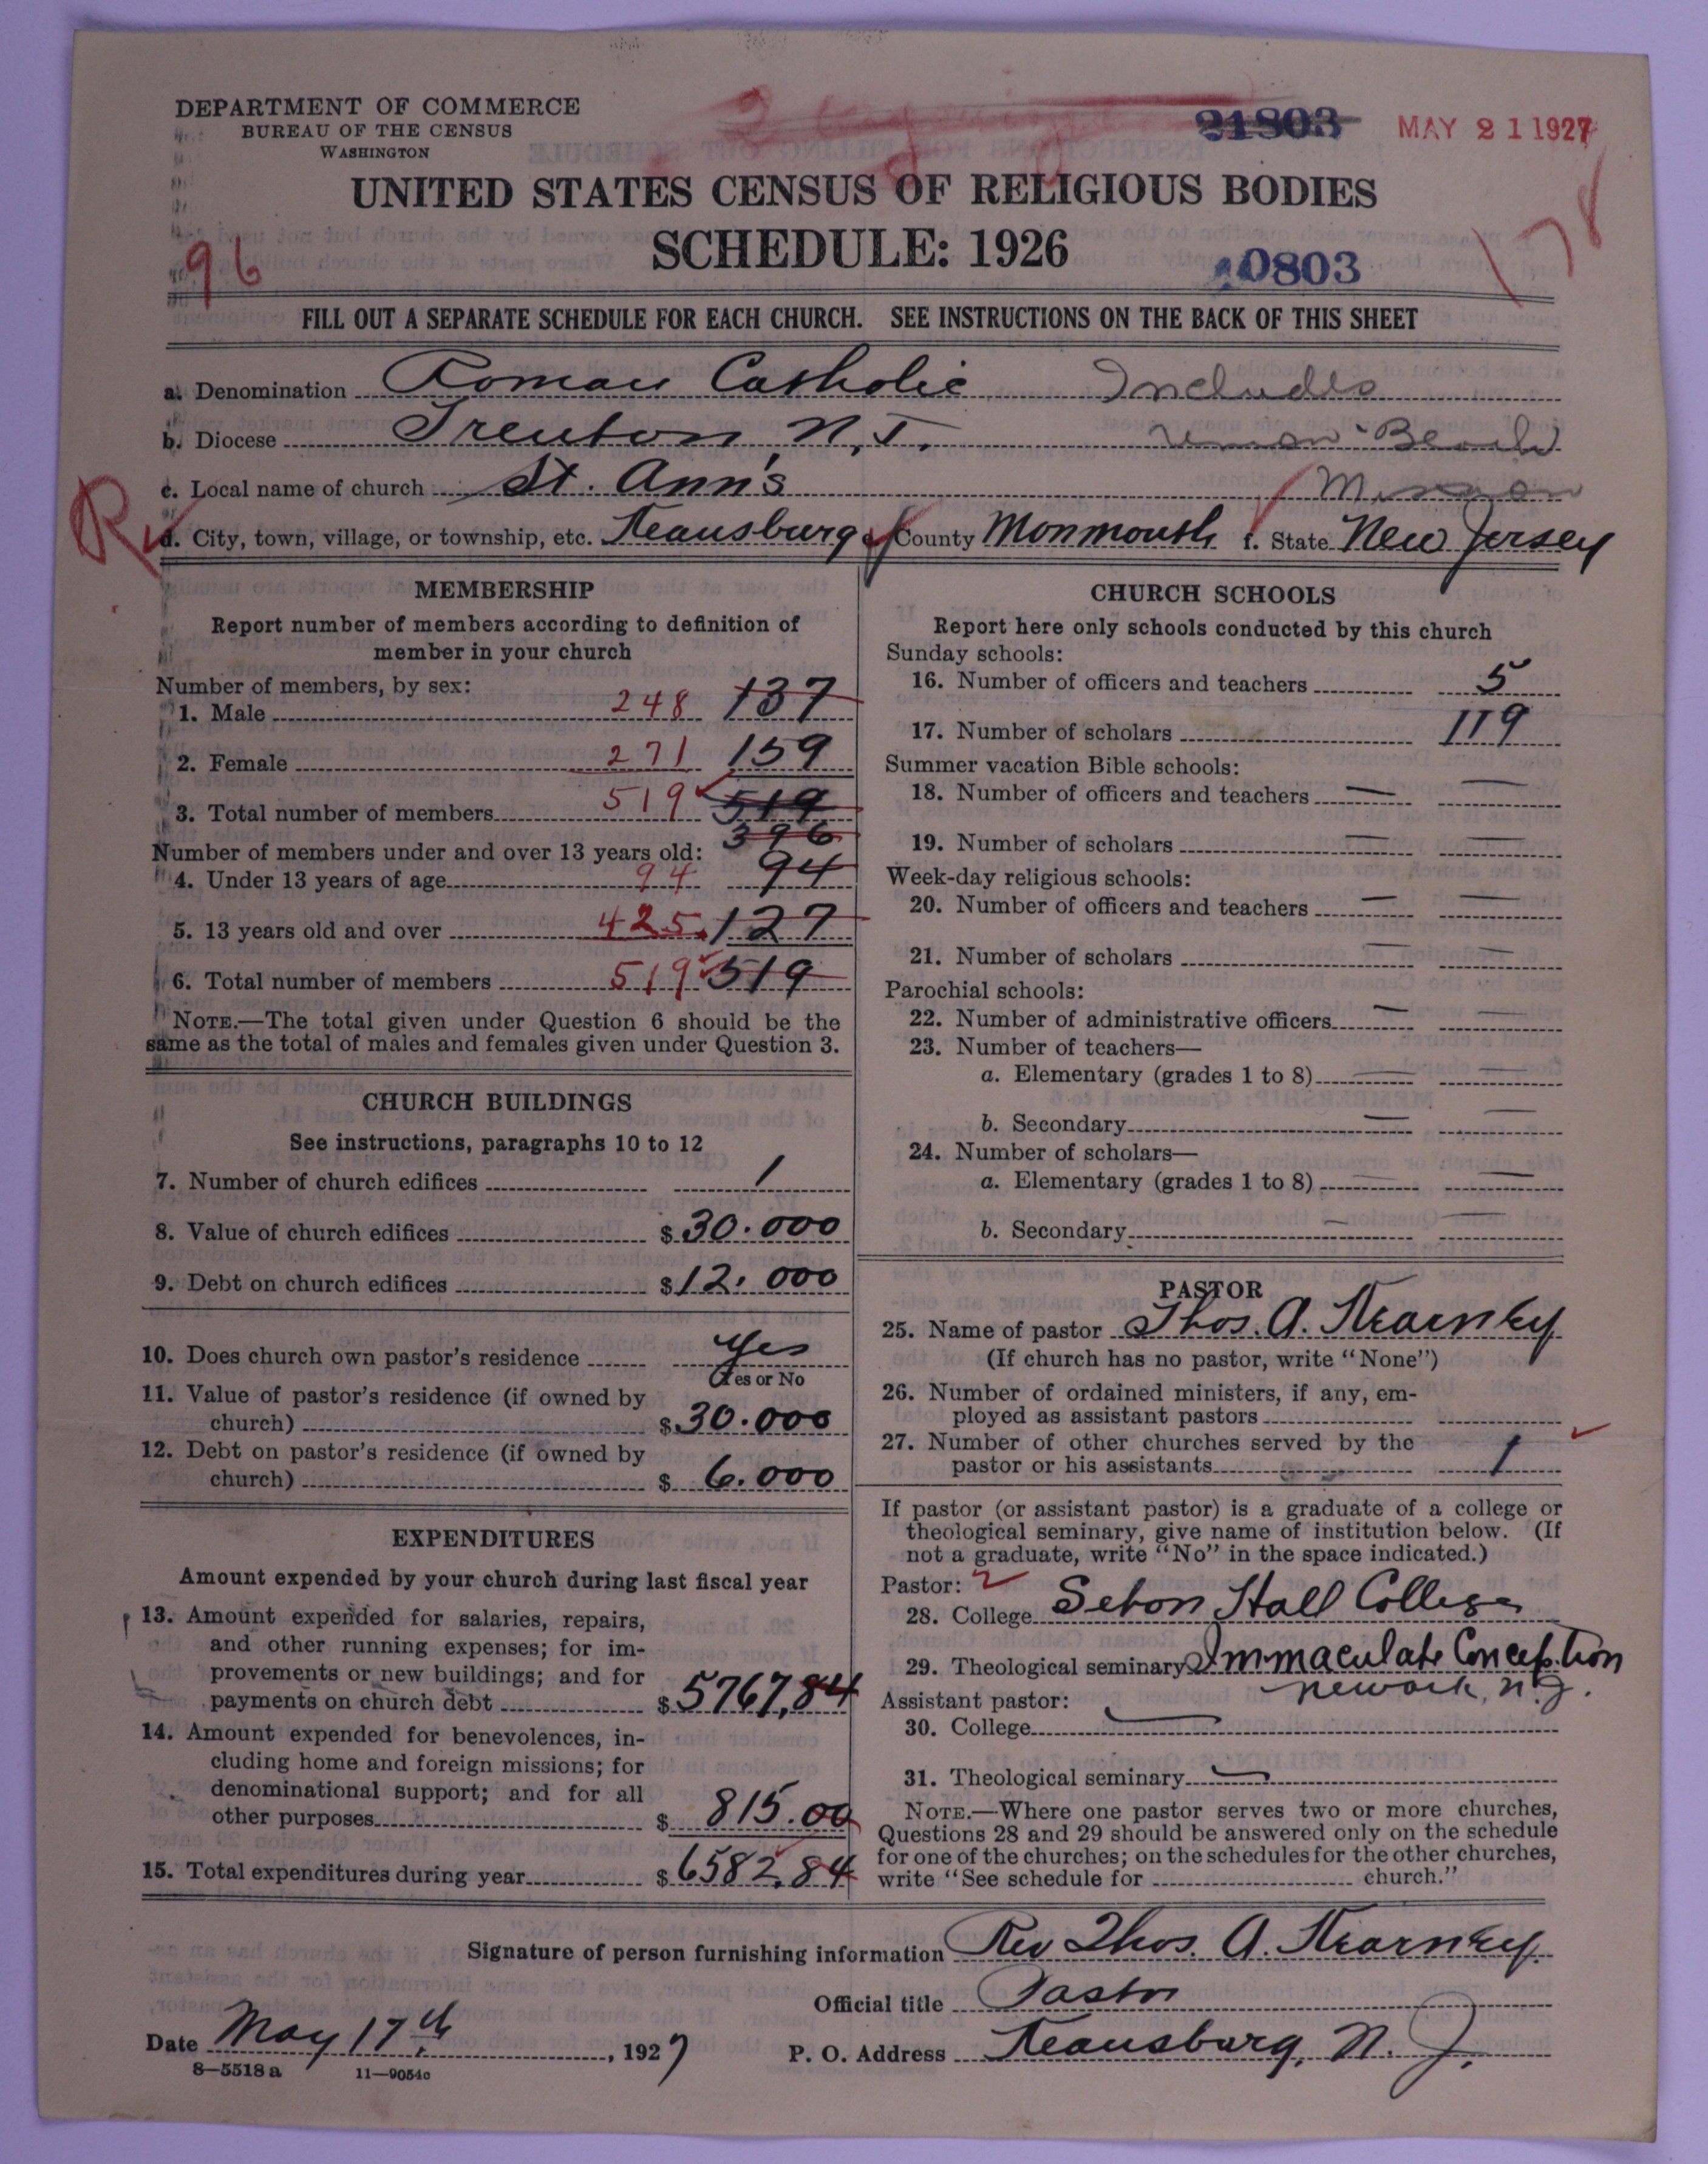 DEPARTMENT OF COMMERCE
BUREAU OF THE CENSUS
WASHINGTON
21803
MAY 21 1927
UNITED STATES CENSUS OF RELIGIOUS BODIES
SCHEDULE: 1926
96
0803
178
FILL OUT A SEPARATE SCHEDULE FOR EACH CHURCH. SEE INSTRUCTIONS ON THE BACK OF THIS SHEET
a. Denomination Roman Catholic Includes
b. Diocese Trenton, N.J. Union Beach
c. Local name of church St. Ann's Mission
R
d. City, town, village, or township, etc. Keansburg County Monmouth f. State New Jersey
MEMBERSHIP
Report number of members according to definition of
member in your church
Number of members, by sex:
1. Male 248 137
2. Female 271 159
3. Total number of members 519 519
396
Number of members under and over 13 years old:
4. Under 13 years of age 94 94
5. 13 years old and over 425 127
6. Total number of members 519 519
NOTE.—The total given under Question 6 should be the
same as the total of males and females given under Question 3.
CHURCH BUILDINGS
See instructions, paragraphs 10 to 12
7. Number of church edifices 1
8. Value of church edifices $30.000
9. Debt on church edifices $12.000
10. Does church own pastor's residence Yes
Yes or No
11. Value of pastor's residence (if owned by
church) $30.000
12. Debt on pastor's residence (if owned by
church) $6.000
EXPENDITURES
Amount expended by your church during last fiscal year
13. Amount expended for salaries, repairs,
and other running expenses; for im-
provements or new buildings; and for
payments on church debt $5767,84
14. Amount expended for benevolences, in-
cluding home and foreign missions; for
denominational support; and for all
other purposes $815.00
15. Total expenditures during year $6582.84
CHURCH SCHOOLS
Report here only schools conducted by this church
Sunday schools:
16. Number of officers and teachers 5
17. Number of scholars 119
Summer vacation Bible schools:
18. Number of officers and teachers — —
19. Number of scholars — —
Week-day religious schools:
20. Number of officers and teachers — —
21. Number of scholars — —
Parochial schools:
22. Number of administrative officers — —
23. Number of teachers—
a. Elementary (grades 1 to 8) — —
b. Secondary — —
24. Number of scholars—
a. Elementary (grades 1 to 8) —
b. Secondary — —
PASTOR
25. Name of pastor Thos. A. Kearney
(If church has no pastor, write "None")
26. Number of ordained ministers, if any, em-
ployed as assistant pastors
27. Number of other churches served by the
pastor or his assistants 1
If pastor (or assistant pastor) is a graduate of a college or
theological seminary, give name of institution below. (If
not a graduate, write "No" in the space indicated.)
Pastor: 2
28. College Seton Hall College
29. Theological seminary Immaculate Conception
Newark, N.J.
Assistant pastor:
30. College —
31. Theological seminary —
NOTE.—Where one pastor serves two or more churches,
Questions 28 and 29 should be answered only on the schedule
for one of the churches; on the schedules for the other churches,
write "See schedule for church."
Signature of person furnishing information Rev Thos. A. Kearney.
Official title Pastor
Date May 17th, 1927 P. O. Address Keansburg, N. J.
8—5518 a 11—9054c